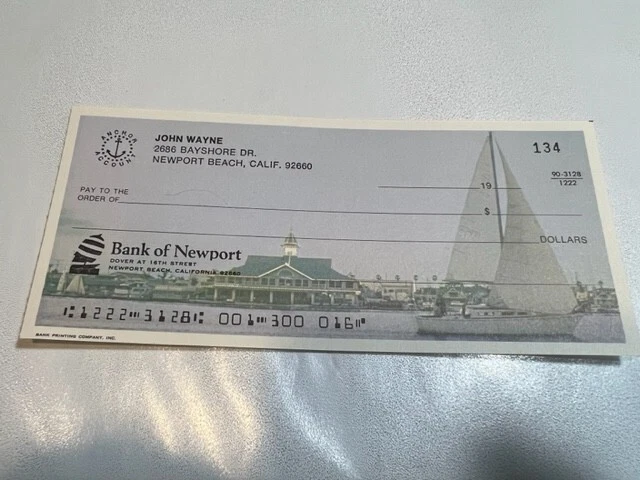 ANCHOR ACCOUNT
JOHN WAYNE
2686 BAYSHORE DR.
NEWPORT BEACH, CALIF. 92660
134
90-3128
1222
19
PAY TO THE
ORDER OF
$
DOLLARS
Bank of Newport
DOVER AT 16TH STREET
NEWPORT BEACH, CALIFORNIA 92660
⑆1222⑉3128⑆ 001⑉300 016⑈
BANK PRINTING COMPANY, INC.